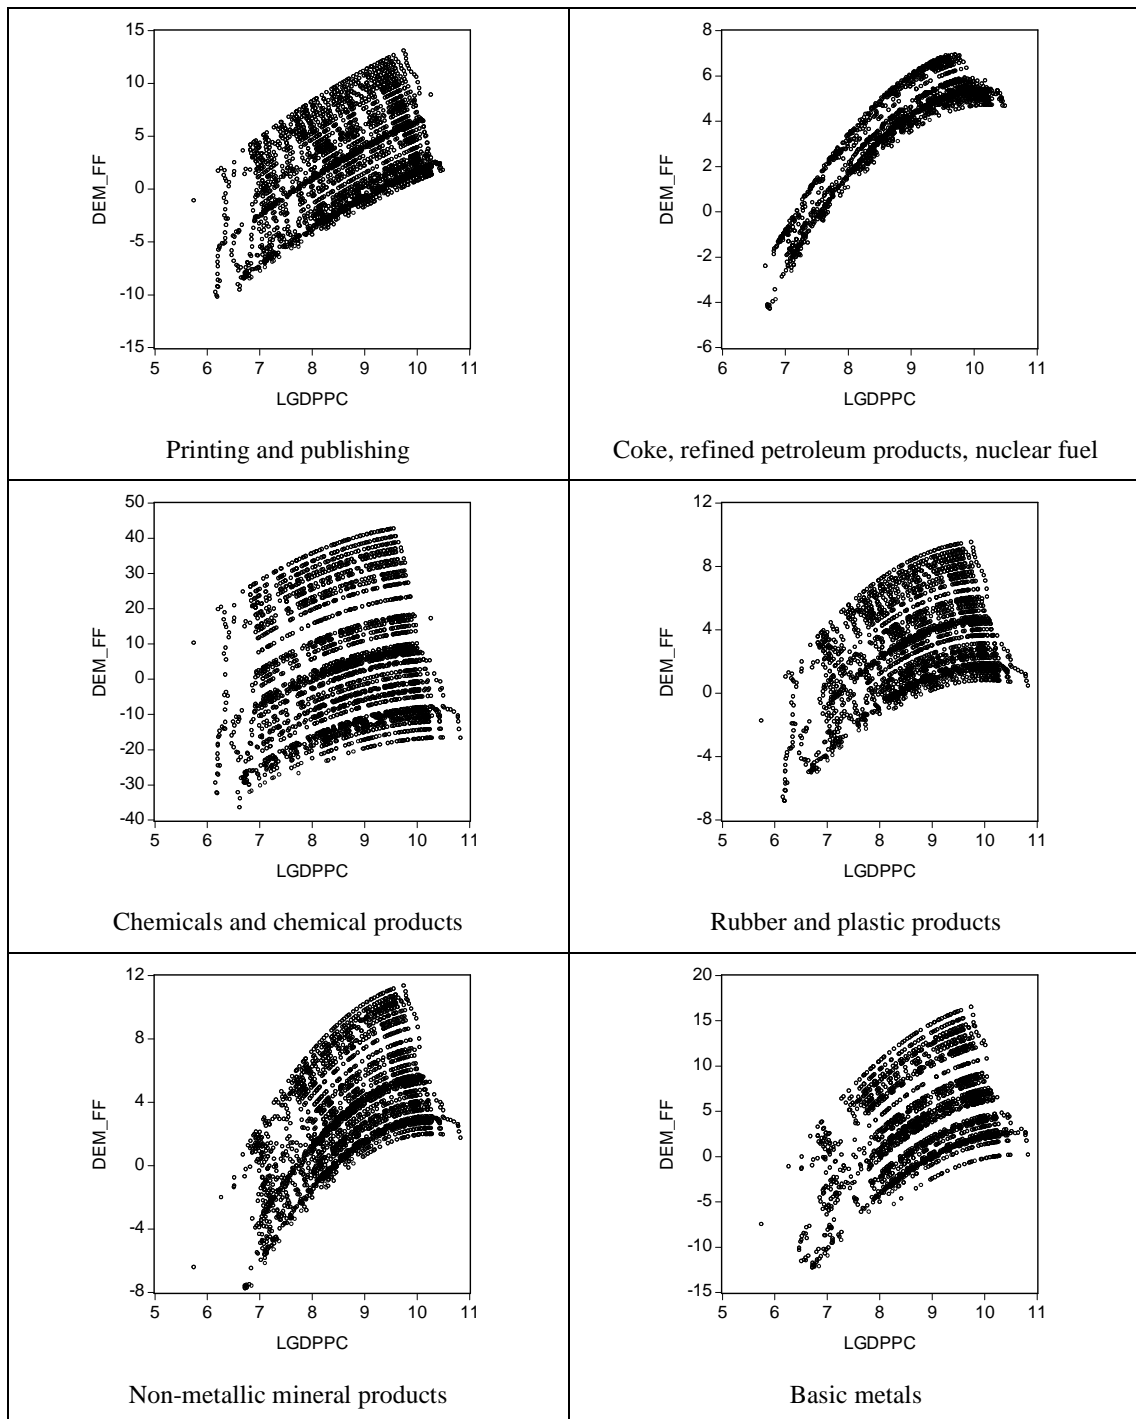 15
10
5
0
-5
-10
-15
DEM_FF
5 6 7 8 9 10 11
LGDPPC
Printing and publishing
8
6
4
2
0
-2
-4
-6
DEM_FF
6 7 8 9 10 11
LGDPPC
Coke, refined petroleum products, nuclear fuel
50
40
30
20
10
0
-10
-20
-30
-40
DEM_FF
5 6 7 8 9 10 11
LGDPPC
Chemicals and chemical products
12
8
4
0
-4
-8
DEM_FF
5 6 7 8 9 10 11
LGDPPC
Rubber and plastic products
12
8
4
0
-4
-8
DEM_FF
5 6 7 8 9 10 11
LGDPPC
Non-metallic mineral products
20
15
10
5
0
-5
-10
-15
DEM_FF
5 6 7 8 9 10 11
LGDPPC
Basic metals